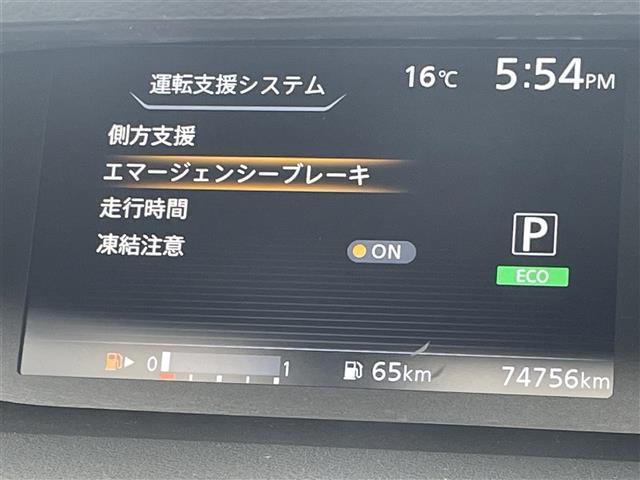 運転支援システム 16℃ 5:54PM
側方支援
エマージェンシーブレーキ
走行時間
凍結注意 ON
P
ECO
0 1 65km 74756km